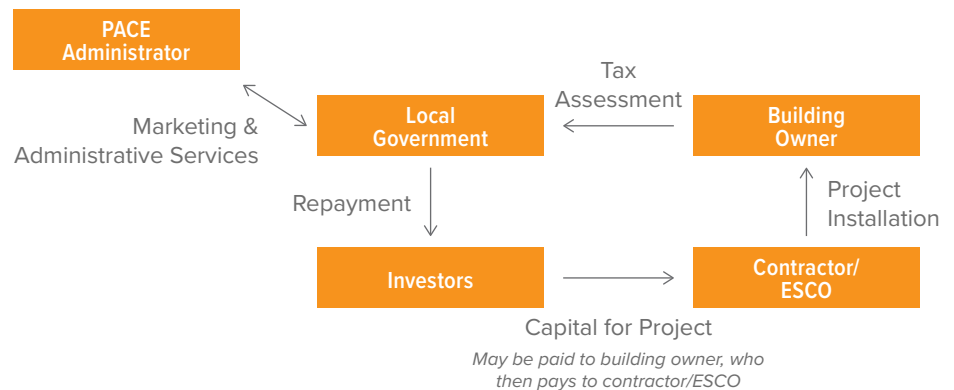 PACE
Administrator
Marketing &
Administrative Services
Local
Government
Tax
Assessment
Building
Owner
Repayment
Project
Installation
Investors
Contractor/
ESCO
Capital for Project
May be paid to building owner, who
then pays to contractor/ESCO